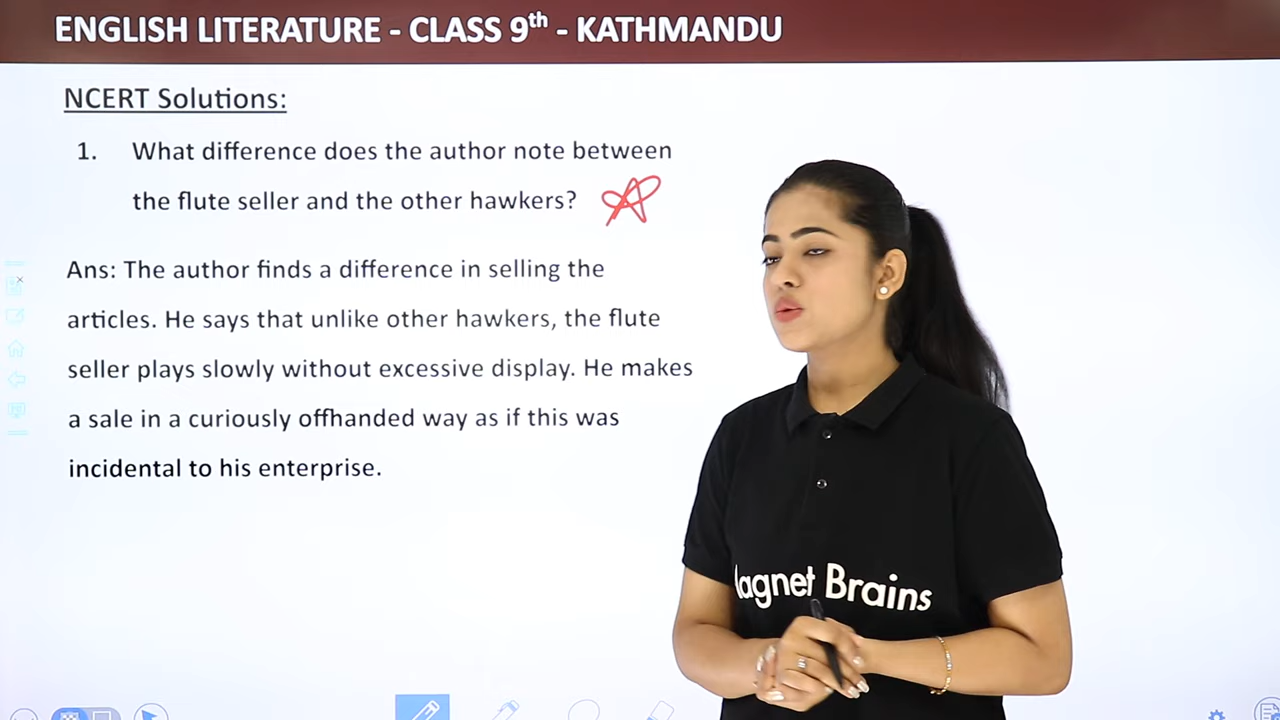 ENGLISH LITERATURE - CLASS 9th - KATHMANDU
NCERT Solutions:
1. What difference does the author note between
the flute seller and the other hawkers?
Ans: The author finds a difference in selling the
articles. He says that unlike other hawkers, the flute
seller plays slowly without excessive display. He makes
a sale in a curiously offhanded way as if this was
incidental to his enterprise.
agnet Brains